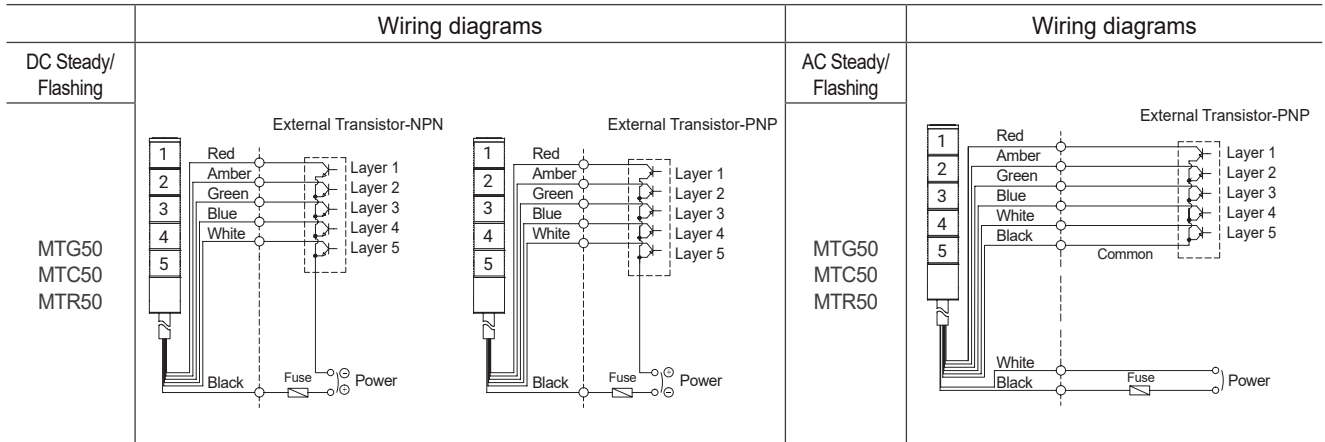 Wiring diagrams
Wiring diagrams
DC Steady/
Flashing
AC Steady/
Flashing
MTG50
MTC50
MTR50
External Transistor-NPN
1
2
3
4
5
Red
Amber
Green
Blue
White
Layer 1
Layer 2
Layer 3
Layer 4
Layer 5
Black
Fuse
⊖
⊕
Power
External Transistor-PNP
1
2
3
4
5
Red
Amber
Green
Blue
White
Layer 1
Layer 2
Layer 3
Layer 4
Layer 5
Black
Fuse
⊕
⊖
Power
MTG50
MTC50
MTR50
External Transistor-PNP
1
2
3
4
5
Red
Amber
Green
Blue
White
Black
Common
Layer 1
Layer 2
Layer 3
Layer 4
Layer 5
White
Black
Fuse
Power